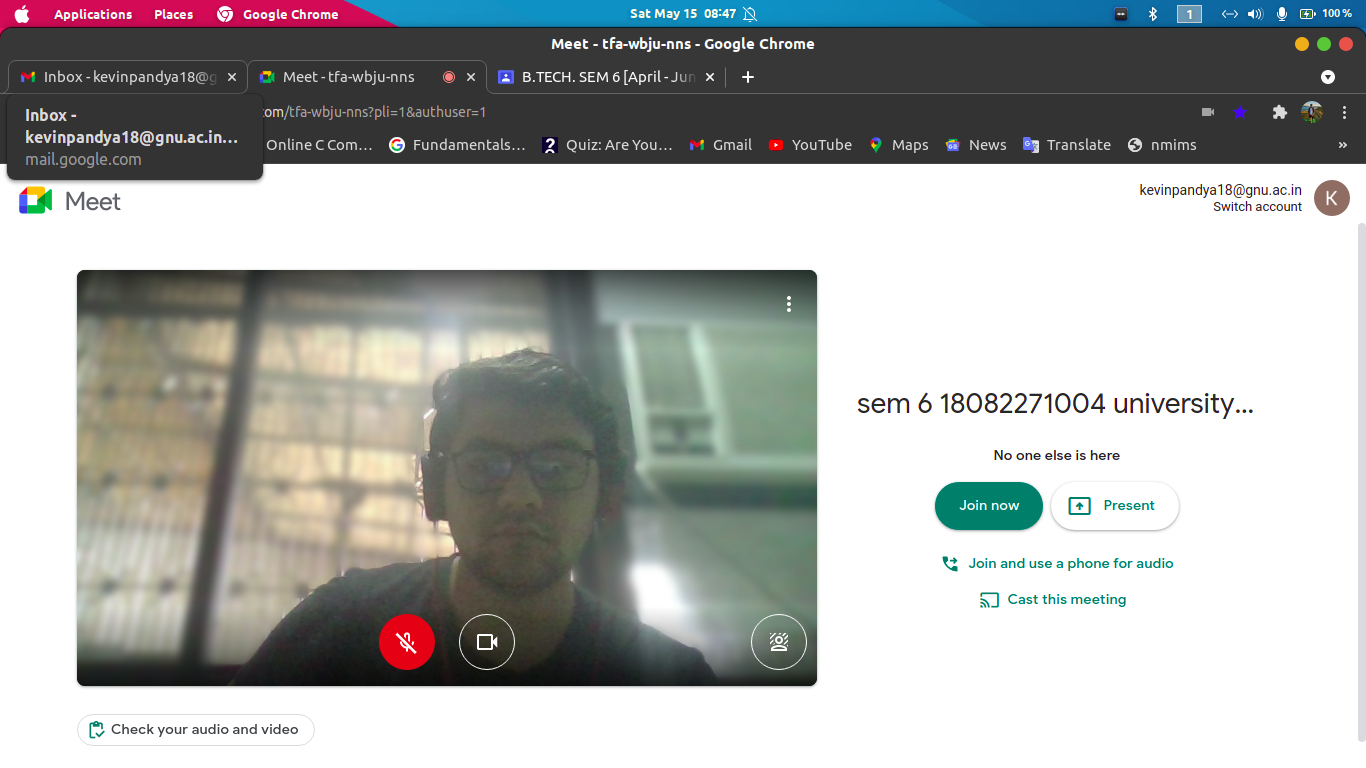 Applications Places Google Chrome Sat May 15 08:47 1 100 %
Meet - tfa-wbju-nns - Google Chrome
Inbox - kevinpandya18@g Meet - tfa-wbju-nns B.TECH. SEM 6 [April - Jun
.com/tfa-wbju-nns?pli=1&authuser=1
Inbox -
kevinpandya18@gnu.ac.in...
mail.google.com
Online C Com... Fundamentals... Quiz: Are You... Gmail YouTube Maps News Translate nmims »
Meet
kevinpandya18@gnu.ac.in
Switch account
K
sem 6 18082271004 university...
No one else is here
Join now Present
Join and use a phone for audio
Cast this meeting
Check your audio and video